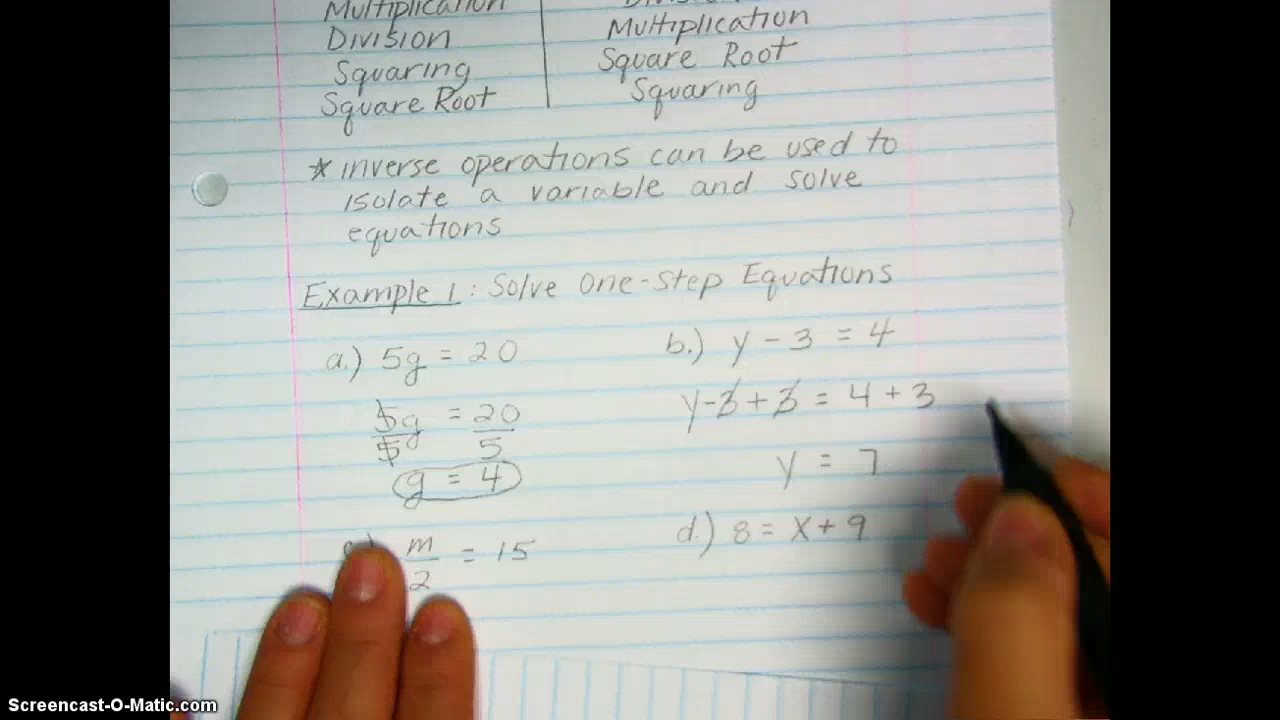 Multiplication
Division
Multiplication
Division
Squaring
Square Root
Square Root
Squaring
* inverse operations can be used to
isolate a variable and solve
equations
Example 1: Solve One-Step Equations
a.) 5g = 20
5g = 20
5 5
g = 4
b.) y - 3 = 4
y - 3 + 3 = 4 + 3
y = 7
m = 15
2
d.) 8 = x + 9
Screencast-O-Matic.com